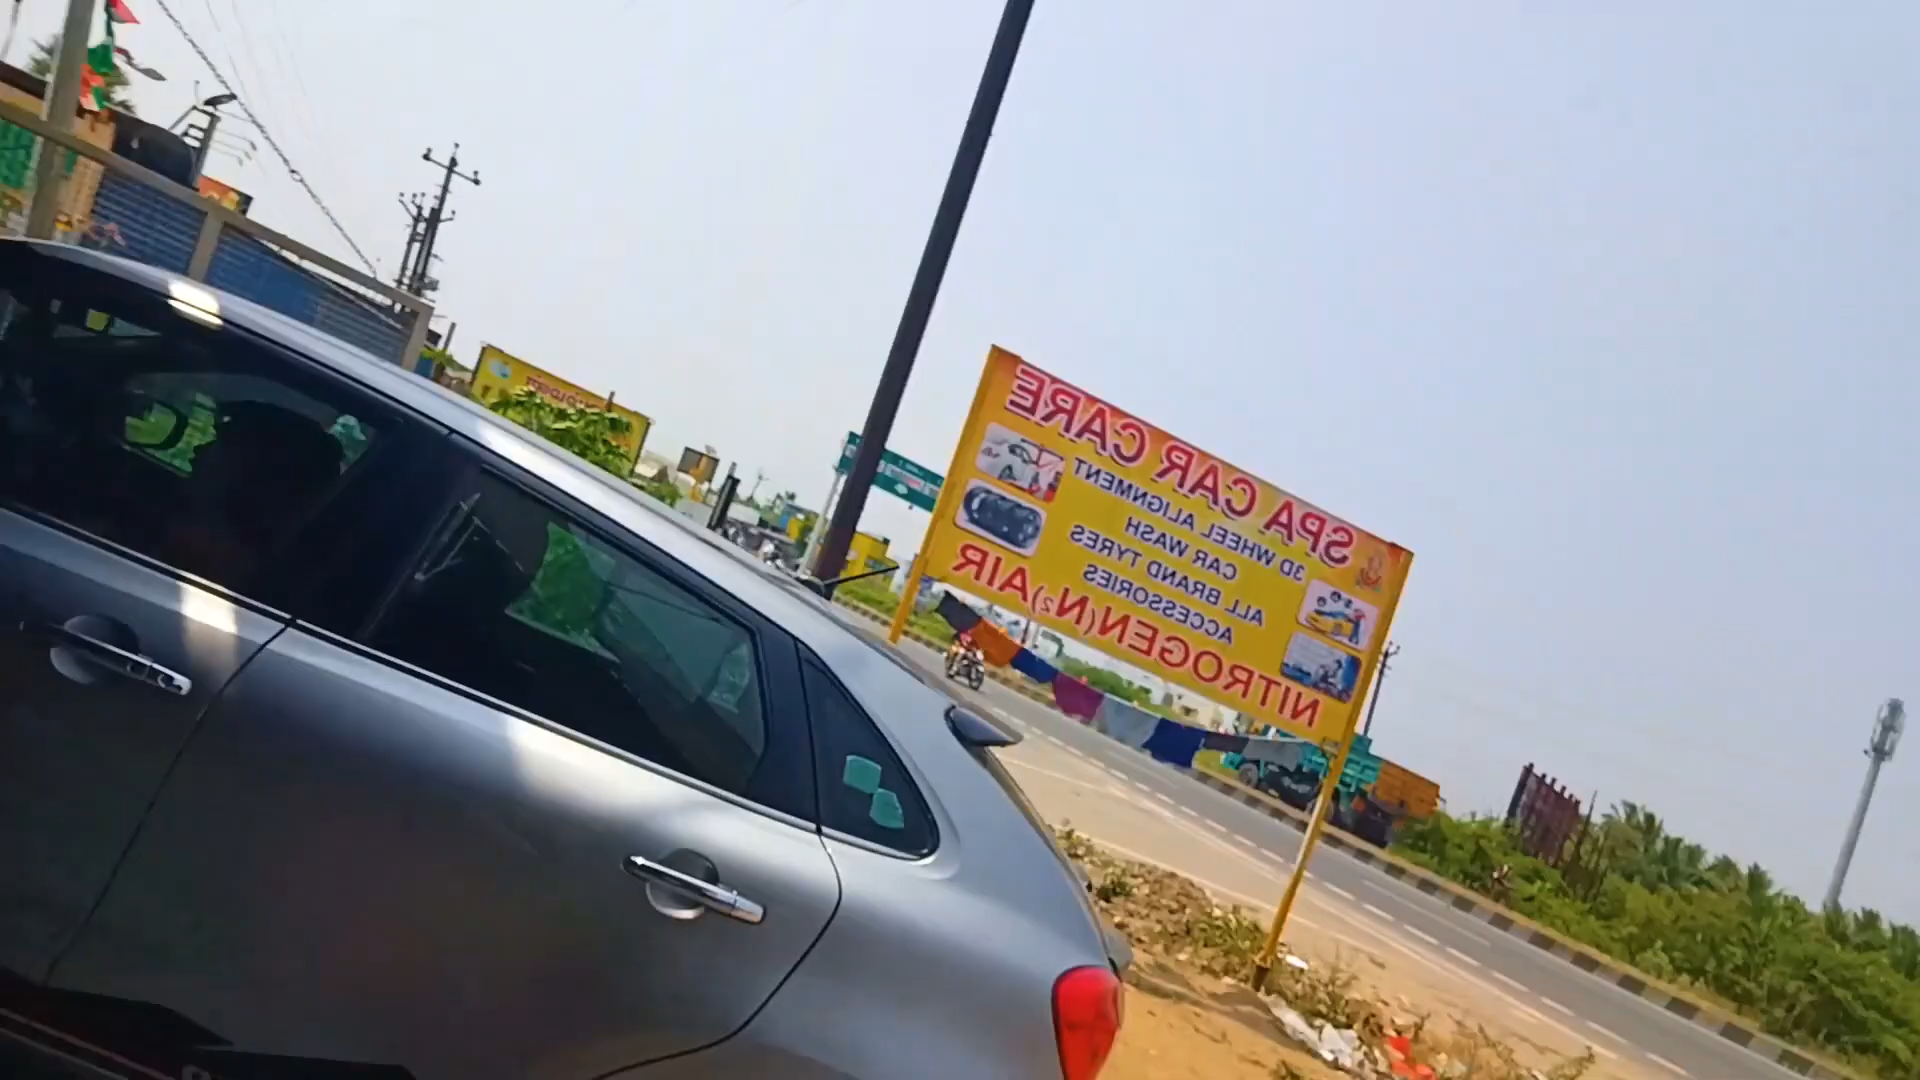 SPA CAR CARE
3D WHEEL ALIGNMENT
CAR WASH
ALL BRAND TYRES
ACCESSORIES
NITROGEN(N2)AIR